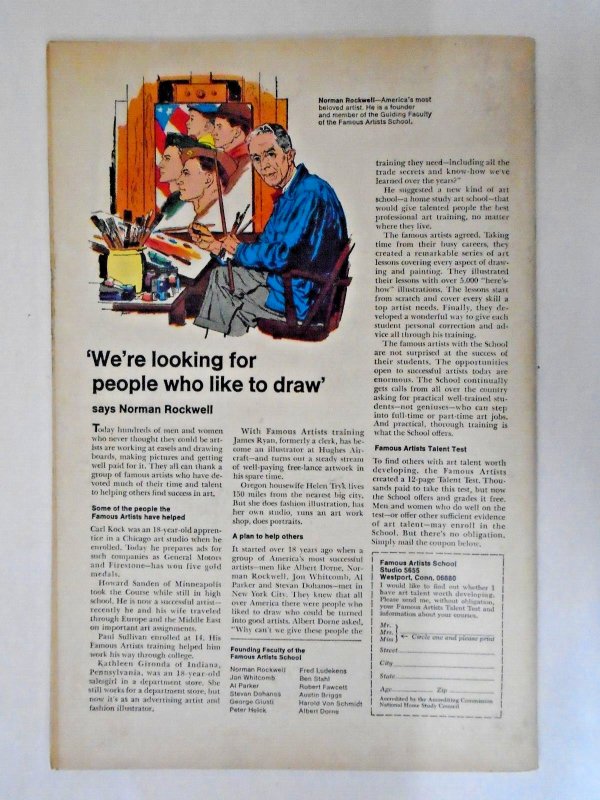 Norman Rockwell—America's most
beloved artist. He is a founder
and member of the Guiding Faculty
of the Famous Artists School.
'We're looking for
people who like to draw'
says Norman Rockwell
Today hundreds of men and women
who never thought they could be art-
ists are working at easels and drawing
boards, making pictures and getting
well paid for it. They all can thank a
group of famous artists who have de-
voted much of their time and talent
to helping others find success in art.
Some of the people the
Famous Artists have helped
Carl Kock was an 18-year-old appren-
tice in a Chicago art studio when he
enrolled. Today he prepares ads for
such companies as General Motors
and Firestone—has won five gold
medals.
Howard Sanden of Minneapolis
took the Course while still in high
school. He is now a successful artist—
recently he and his wife traveled
through Europe and the Middle East
on important art assignments.
Paul Sullivan enrolled at 14. His
Famous Artists training helped him
work his way through college.
Kathleen Gironda of Indiana,
Pennsylvania, was an 18-year-old
salesgirl in a department store. She
still works for a department store, but
now it's as an advertising artist and
fashion illustrator.
With Famous Artists training
James Ryan, formerly a clerk, has be-
come an illustrator at Hughes Air-
craft—and turns out a steady stream
of well-paying free-lance artwork in
his spare time.
Oregon housewife Helen Tryk lives
150 miles from the nearest big city.
But she does fashion illustration, has
her own studio, runs an art work
shop, does portraits.
A plan to help others
It started over 18 years ago when a
group of America's most successful
artists—men like Albert Dorne, Nor-
man Rockwell, Jon Whitcomb, Al
Parker and Stevan Dohanos—met in
New York City. They knew that all
over America there were people who
liked to draw who could be turned
into good artists. Albert Dorne asked,
"Why can't we give these people the
Founding Faculty of the
Famous Artists School
Norman Rockwell
Jon Whitcomb
Al Parker
Stevan Dohanos
George Giusti
Peter Helck
Fred Ludekens
Ben Stahl
Robert Fawcett
Austin Briggs
Harold Von Schmidt
Albert Dorne
training they need—including all the
trade secrets and know-how we've
learned over the years?"
He suggested a new kind of art
school—a home study art school—that
would give talented people the best
professional art training, no matter
where they live.
The famous artists agreed. Taking
time from their busy careers, they
created a remarkable series of art
lessons covering every aspect of draw-
ing and painting. They illustrated
their lessons with over 5,000 "here's-
how" illustrations. The lessons start
from scratch and cover every skill a
top artist needs. Finally, they de-
veloped a wonderful way to give each
student personal correction and ad-
vice all through his training.
The famous artists with the School
are not surprised at the success of
their students. The opportunities
open to successful artists today are
enormous. The School continually
gets calls from all over the country
asking for practical well-trained stu-
dents—not geniuses—who can step
into full-time or part-time art jobs.
And practical, thorough training is
what the School offers.
Famous Artists Talent Test
To find others with art talent worth
developing, the Famous Artists
created a 12-page Talent Test. Thou-
sands paid to take this test, but now
the School offers and grades it free.
Men and women who do well on the
test—or offer other sufficient evidence
of art talent—may enroll in the
School. But there's no obligation.
Simply mail the coupon below.
Famous Artists School
Studio 5655
Westport, Conn. 06880
I would like to find out whether I
have art talent worth developing.
Please send me, without obligation,
your Famous Artists Talent Test and
information about your courses.
Mr.
Mrs.
Miss
Circle one and please print
Street
City
State
Age Zip
Accredited by the Accrediting Commission
National Home Study Council